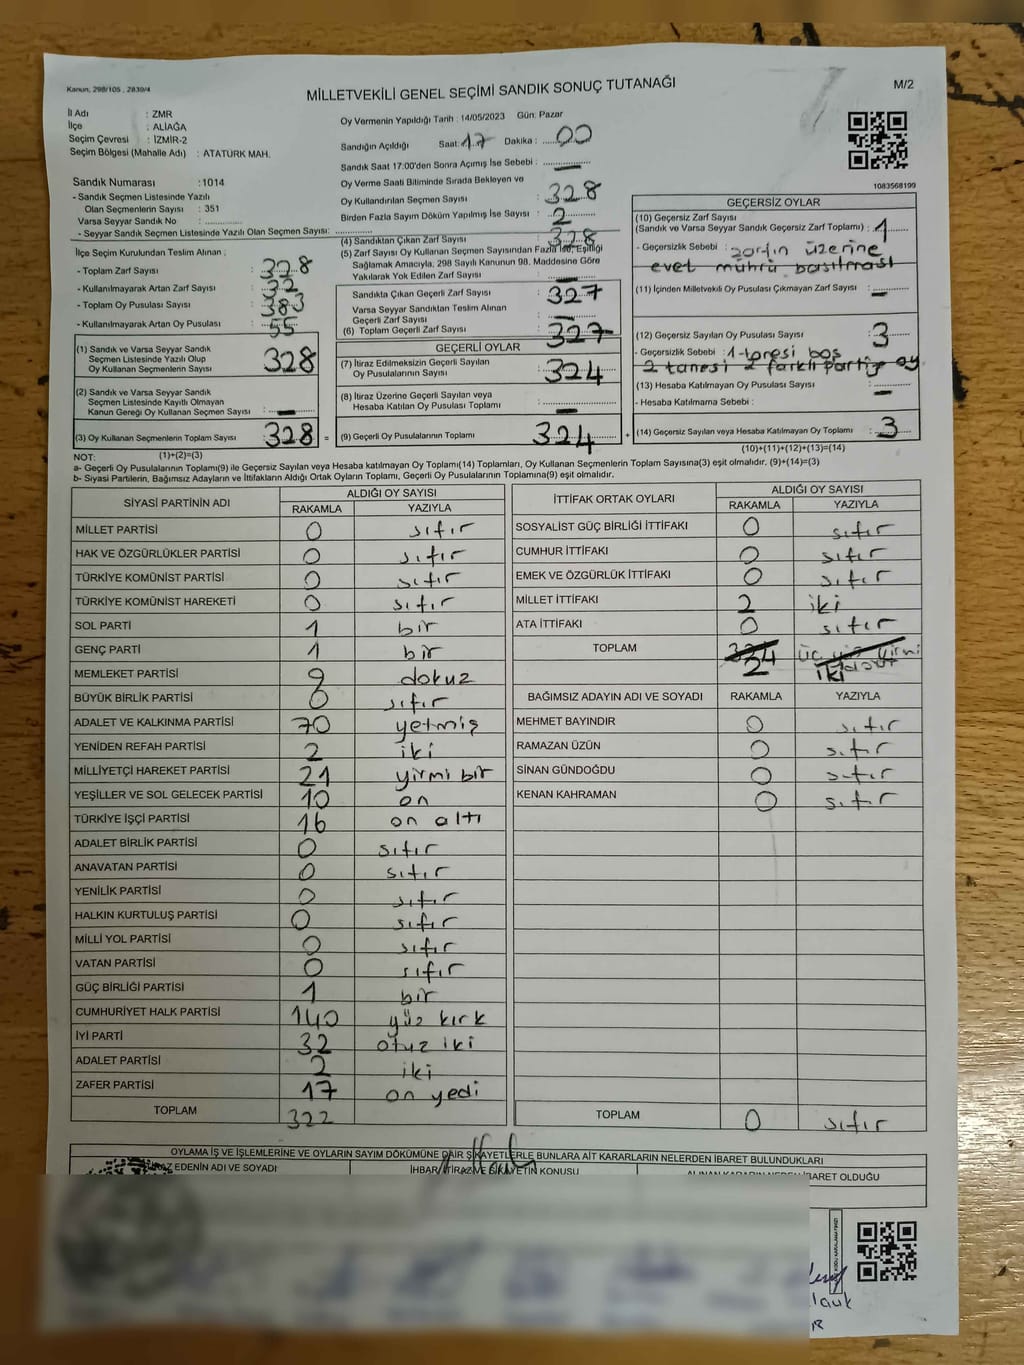 Kanun, 298/105 , 2839/4
MİLLETVEKİLİ GENEL SEÇİMİ SANDIK SONUÇ TUTANAĞI
M/2
İl Adı : ZMR
İlçe : ALİAĞA
Seçim Çevresi : İZMİR-2
Seçim Bölgesi (Mahalle Adı) : ATATÜRK MAH.
Oy Vermenin Yapıldığı Tarih : 14/05/2023 Gün: Pazar
Sandığın Açıldığı Saat: 17 Dakika : 00
Sandık Saat 17:00'den Sonra Açımış İse Sebebi : —
Oy Verme Saati Bitiminde Sırada Bekleyen ve
Oy Kullandırılan Seçmen Sayısı : 328
Birden Fazla Sayım Döküm Yapılmış İse Sayısı : 2
1083568199
Sandık Numarası : 1014
- Sandık Seçmen Listesinde Yazılı
Olan Seçmenlerin Sayısı : 351
Varsa Seyyar Sandık No : ..............
- Seyyar Sandık Seçmen Listesinde Yazılı Olan Seçmen Sayısı: ..............
İlçe Seçim Kurulundan Teslim Alınan ;
- Toplam Zarf Sayısı : 328
- Kullanılmayarak Artan Zarf Sayısı : 32
- Toplam Oy Pusulası Sayısı : 383
- Kullanılmayarak Artan Oy Pusulası : 55
(1) Sandık ve Varsa Seyyar Sandık
Seçmen Listesinde Yazılı Olup
Oy Kullanan Seçmenlerin Sayısı : 328
(2) Sandık ve Varsa Seyyar Sandık
Seçmen Listesinde Kayıtlı Olmayan
Kanun Gereği Oy Kullanan Seçmen Sayısı : —
(3) Oy Kullanan Seçmenlerin Toplam Sayısı : 328 =
(4) Sandıktan Çıkan Zarf Sayısı : 328
(5) Zarf Sayısı Oy Kullanan Seçmen Sayısından Fazla İse, Eşitliği
Sağlamak Amacıyla, 298 Sayılı Kanunun 98. Maddesine Göre
Yakılarak Yok Edilen Zarf Sayısı : —
Sandıkta Çıkan Geçerli Zarf Sayısı : 327
Varsa Seyyar Sandıktan Teslim Alınan
Geçerli Zarf Sayısı : —
(6) Toplam Geçerli Zarf Sayısı : 327
GEÇERLİ OYLAR
(7) İtiraz Edilmeksizin Geçerli Sayılan
Oy Pusulalarının Sayısı : 324
(8) İtiraz Üzerine Geçerli Sayılan veya
Hesaba Katılan Oy Pusulası Toplamı : —
(9) Geçerli Oy Pusulalarının Toplamı : 324 +
GEÇERSİZ OYLAR
(10) Geçersiz Zarf Sayısı
(Sandık ve Varsa Seyyar Sandık Geçersiz Zarf Toplamı) : 1
- Geçersizlik Sebebi : zarfın üzerine
evet mührü basılması
(11) İçinden Milletvekili Oy Pusulası Çıkmayan Zarf Sayısı : —
(12) Geçersiz Sayılan Oy Pusulası Sayısı : 3
- Geçersizlik Sebebi : 1 tanesi boş
2 tanesi 2 farklı partiye oy
(13) Hesaba Katılmayan Oy Pusulası Sayısı : —
- Hesaba Katılmama Sebebi :
(14) Geçersiz Sayılan veya Hesaba Katılmayan Oy Toplamı : 3
(10)+(11)+(12)+(13)=(14)
NOT: (1)+(2)=(3)
a- Geçerli Oy Pusulalarının Toplamı(9) ile Geçersiz Sayılan veya Hesaba katılmayan Oy Toplamı(14) Toplamları, Oy Kullanan Seçmenlerin Toplam Sayısına(3) eşit olmalıdır. (9)+(14)=(3)
b- Siyasi Partilerin, Bağımsız Adayların ve İttifakların Aldığı Ortak Oyların Toplamı, Geçerli Oy Pusulalarının Toplamına(9) eşit olmalıdır.
SİYASİ PARTİNİN ADI ALDIĞI OY SAYISI
RAKAMLA YAZIYLA
MİLLET PARTİSİ 0 sıfır
HAK VE ÖZGÜRLÜKLER PARTİSİ 0 sıfır
TÜRKİYE KOMÜNİST PARTİSİ 0 sıfır
TÜRKİYE KOMÜNİST HAREKETİ 0 sıfır
SOL PARTİ 1 bir
GENÇ PARTİ 1 bir
MEMLEKET PARTİSİ 9 dokuz
BÜYÜK BİRLİK PARTİSİ 0 sıfır
ADALET VE KALKINMA PARTİSİ 70 yetmiş
YENİDEN REFAH PARTİSİ 2 iki
MİLLİYETÇİ HAREKET PARTİSİ 21 yirmi bir
YEŞİLLER VE SOL GELECEK PARTİSİ 10 on
TÜRKİYE İŞÇİ PARTİSİ 16 on altı
ADALET BİRLİK PARTİSİ 0 sıfır
ANAVATAN PARTİSİ 0 sıfır
YENİLİK PARTİSİ 0 sıfır
HALKIN KURTULUŞ PARTİSİ 0 sıfır
MİLLİ YOL PARTİSİ 0 sıfır
VATAN PARTİSİ 0 sıfır
GÜÇ BİRLİĞİ PARTİSİ 1 bir
CUMHURİYET HALK PARTİSİ 140 yüz kırk
İYİ PARTİ 32 otuz iki
ADALET PARTİSİ 2 iki
ZAFER PARTİSİ 17 on yedi
TOPLAM 322
İTTİFAK ORTAK OYLARI ALDIĞI OY SAYISI
RAKAMLA YAZIYLA
SOSYALİST GÜÇ BİRLİĞİ İTTİFAKI 0 sıfır
CUMHUR İTTİFAKI 0 sıfır
EMEK VE ÖZGÜRLÜK İTTİFAKI 0 sıfır
MİLLET İTTİFAKI 2 iki
ATA İTTİFAKI 0 sıfır
TOPLAM 324 üç yüz yirmi dört
2 iki
BAĞIMSIZ ADAYIN ADI VE SOYADI RAKAMLA YAZIYLA
MEHMET BAYINDIR 0 sıfır
RAMAZAN ÜZÜN 0 sıfır
SİNAN GÜNDOĞDU 0 sıfır
KENAN KAHRAMAN 0 sıfır
TOPLAM 0 sıfır
OYLAMA İŞ VE İŞLEMLERİNE VE OYLARIN SAYIM DÖKÜMÜNE DAİR ŞİKAYETLERLE BUNLARA AİT KARARLARIN NELERDEN İBARET BULUNDUKLARI
EDENİN ADI VE SOYADI
İHBAR/İTİRAZ VE ŞİKAYETİN KONUSU
ALINAN KARARIN NEDEN İBARET OLDUĞU